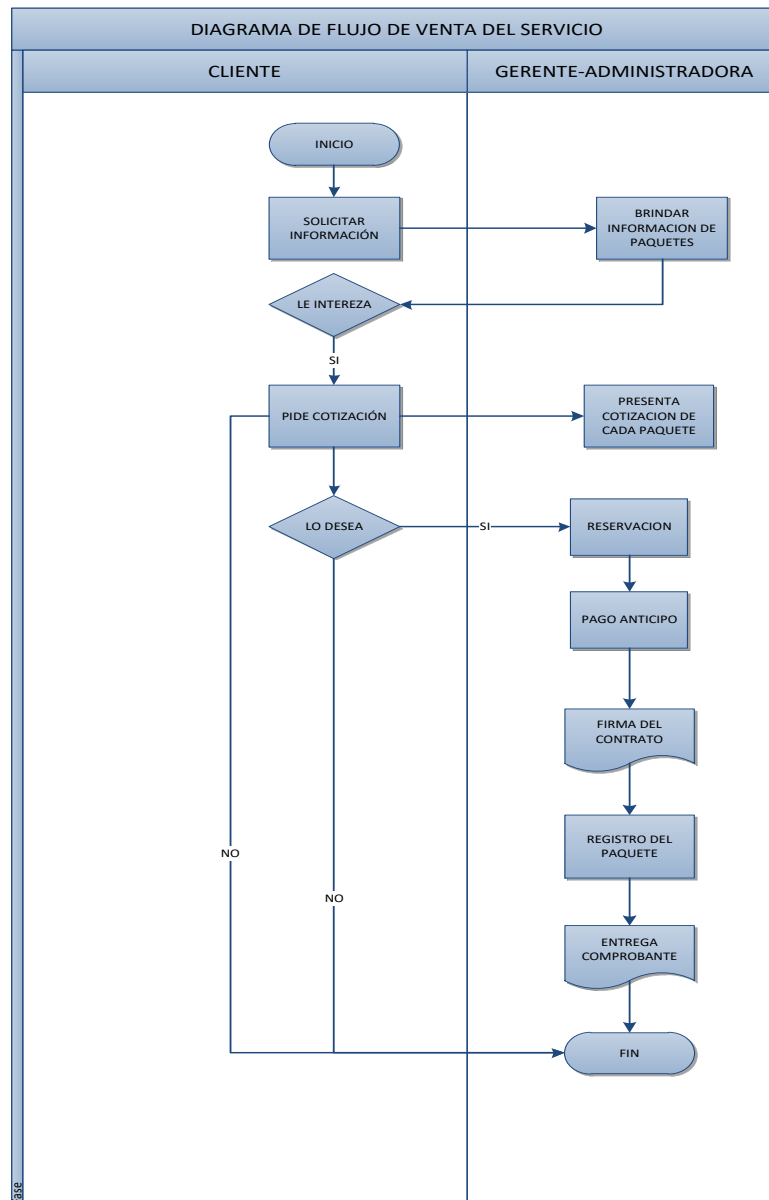 DIAGRAMA DE FLUJO DE VENTA DEL SERVICIO
CLIENTE
GERENTE-ADMINISTRADORA
INICIO
SOLICITAR
INFORMACIÓN
BRINDAR
INFORMACION DE
PAQUETES
LE INTEREZA
SI
PIDE COTIZACIÓN
PRESENTA
COTIZACION DE
CADA PAQUETE
LO DESEA
SI
RESERVACION
PAGO ANTICIPO
FIRMA DEL
CONTRATO
REGISTRO DEL
PAQUETE
NO
NO
ENTREGA
COMPROBANTE
FIN